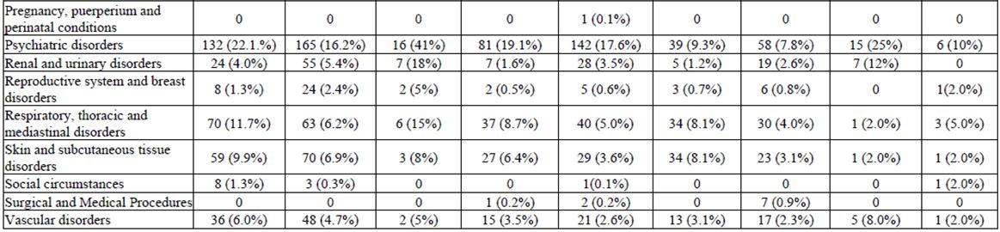 Pregnancy, puerperium and
perinatal conditions 0 0 0 0 1 (0.1%) 0 0 0 0
Psychiatric disorders 132 (22.1.%) 165 (16.2%) 16 (41%) 81 (19.1%) 142 (17.6%) 39 (9.3%) 58 (7.8%) 15 (25%) 6 (10%)
Renal and urinary disorders 24 (4.0%) 55 (5.4%) 7 (18%) 7 (1.6%) 28 (3.5%) 5 (1.2%) 19 (2.6%) 7 (12%) 0
Reproductive system and breast
disorders 8 (1.3%) 24 (2.4%) 2 (5%) 2 (0.5%) 5 (0.6%) 3 (0.7%) 6 (0.8%) 0 1(2.0%)
Respiratory, thoracic and
mediastinal disorders 70 (11.7%) 63 (6.2%) 6 (15%) 37 (8.7%) 40 (5.0%) 34 (8.1%) 30 (4.0%) 1 (2.0%) 3 (5.0%)
Skin and subcutaneous tissue
disorders 59 (9.9%) 70 (6.9%) 3 (8%) 27 (6.4%) 29 (3.6%) 34 (8.1%) 23 (3.1%) 1 (2.0%) 1 (2.0%)
Social circumstances 8 (1.3%) 3 (0.3%) 0 0 1(0.1%) 0 0 0 1 (2.0%)
Surgical and Medical Procedures 0 0 0 1 (0.2%) 2 (0.2%) 0 7 (0.9%) 0 0
Vascular disorders 36 (6.0%) 48 (4.7%) 2 (5%) 15 (3.5%) 21 (2.6%) 13 (3.1%) 17 (2.3%) 5 (8.0%) 1 (2.0%)